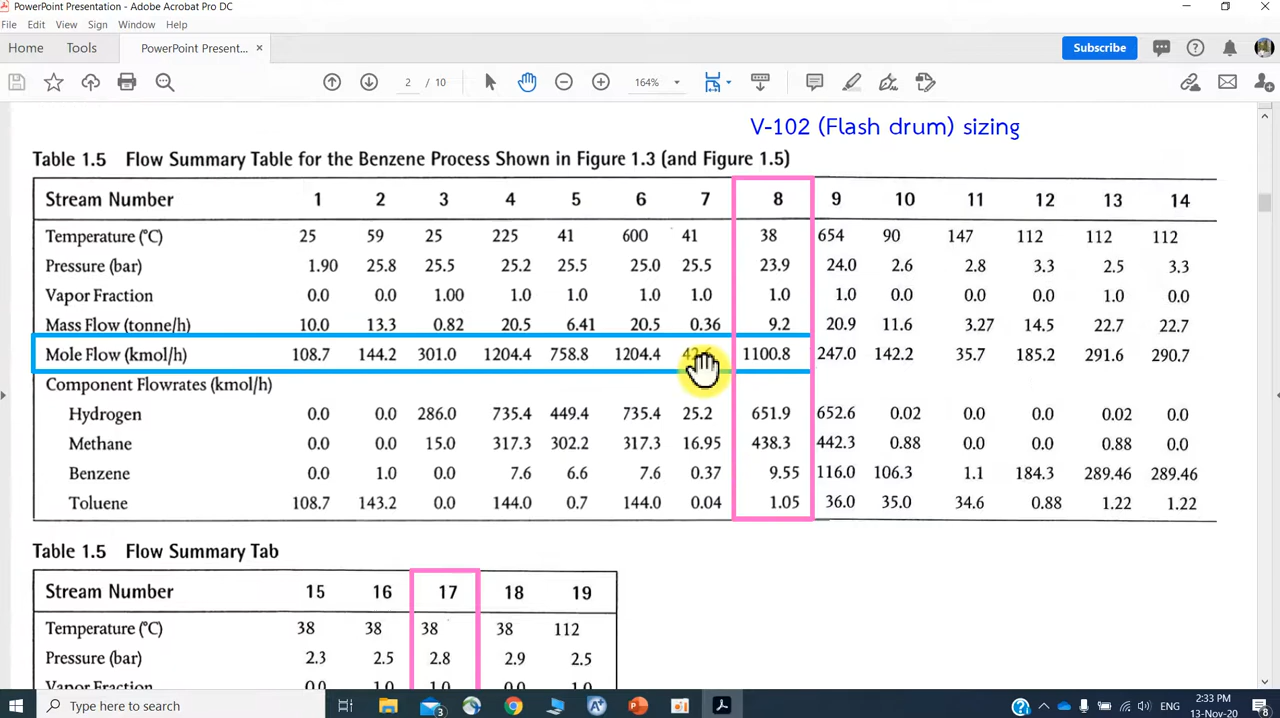 PowerPoint Presentation - Adobe Acrobat Pro DC
File Edit View Sign Window Help
Home Tools PowerPoint Present... × Subscribe
2 / 10 164%
V-102 (Flash drum) sizing
Table 1.5 Flow Summary Table for the Benzene Process Shown in Figure 1.3 (and Figure 1.5)
Stream Number 1 2 3 4 5 6 7 8 9 10 11 12 13 14
Temperature (°C) 25 59 25 225 41 600 41 38 654 90 147 112 112 112
Pressure (bar) 1.90 25.8 25.5 25.2 25.5 25.0 25.5 23.9 24.0 2.6 2.8 3.3 2.5 3.3
Vapor Fraction 0.0 0.0 1.00 1.0 1.0 1.0 1.0 1.0 1.0 0.0 0.0 0.0 1.0 0.0
Mass Flow (tonne/h) 10.0 13.3 0.82 20.5 6.41 20.5 0.36 9.2 20.9 11.6 3.27 14.5 22.7 22.7
Mole Flow (kmol/h) 108.7 144.2 301.0 1204.4 758.8 1204.4 1100.8 247.0 142.2 35.7 185.2 291.6 290.7
Component Flowrates (kmol/h)
Hydrogen 0.0 0.0 286.0 735.4 449.4 735.4 25.2 651.9 652.6 0.02 0.0 0.0 0.02 0.0
Methane 0.0 0.0 15.0 317.3 302.2 317.3 16.95 438.3 442.3 0.88 0.0 0.0 0.88 0.0
Benzene 0.0 1.0 0.0 7.6 6.6 7.6 0.37 9.55 116.0 106.3 1.1 184.3 289.46 289.46
Toluene 108.7 143.2 0.0 144.0 0.7 144.0 0.04 1.05 36.0 35.0 34.6 0.88 1.22 1.22
Table 1.5 Flow Summary Tab
Stream Number 15 16 17 18 19
Temperature (°C) 38 38 38 38 112
Pressure (bar) 2.3 2.5 2.8 2.9 2.5
Vapor Fraction 0.0 1.0 1.0 0.0 1.0
Type here to search
3
2:33 PM
13-Nov-20
8